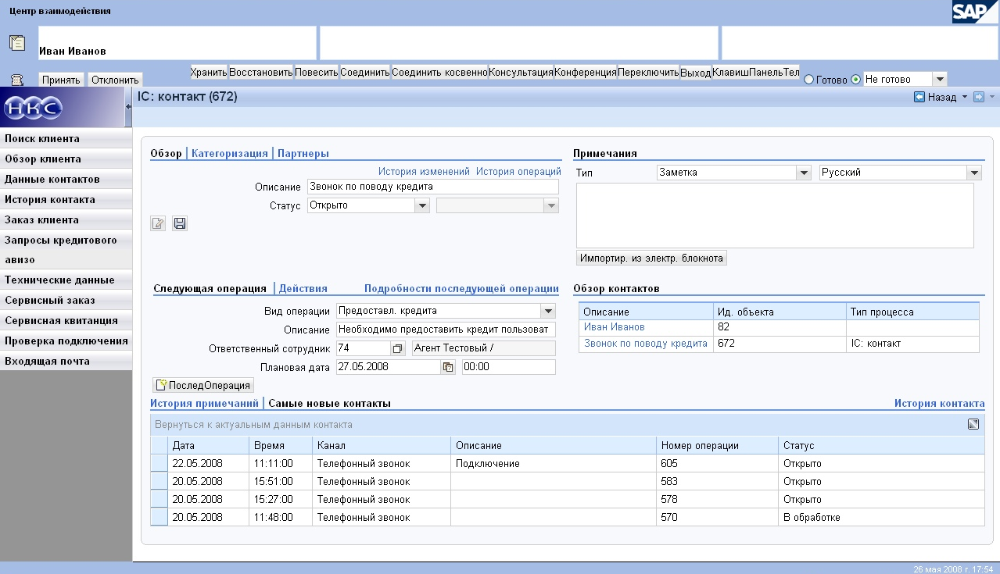 Центр взаимодействия
SAP
Иван Иванов
Принять Отклонить
Хранить Восстановить Повесить Соединить Соединить косвенно Консультация Конференция Переключить Выход КлавишПанельТел
Готово Не готово
НКС
IC: контакт (672)
Назад
Поиск клиента
Обзор клиента
Данные контактов
История контакта
Заказ клиента
Запросы кредитового
авизо
Технические данные
Сервисный заказ
Сервисная квитанция
Проверка подключения
Входящая почта
Обзор Категоризация Партнеры
История изменений История операций
Описание Звонок по поводу кредита
Статус Открыто
Примечания
Тип Заметка Русский
Импортир. из электр. блокнота
Следующая операция Действия Подробности последующей операции
Вид операции Предоставл. кредита
Описание Необходимо предоставить кредит пользоват
Ответственный сотрудник 74 Агент Тестовый /
Плановая дата 27.05.2008 00:00
ПоследОперация
Обзор контактов
Описание Ид. объекта Тип процесса
Иван Иванов 82
Звонок по поводу кредита 672 IC: контакт
История примечаний Самые новые контакты История контакта
Вернуться к актуальным данным контакта
Дата Время Канал Описание Номер операции Статус
22.05.2008 11:11:00 Телефонный звонок Подключение 605 Открыто
20.05.2008 15:51:00 Телефонный звонок 583 Открыто
20.05.2008 15:27:00 Телефонный звонок 578 Открыто
20.05.2008 11:48:00 Телефонный звонок 570 В обработке
26 мая 2008 г. 17:54